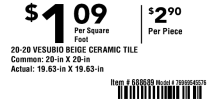 $1 09 Per Square Foot
$2 90 Per Piece
20-20 VESUBIO BEIGE CERAMIC TILE
Common: 20-in X 20-in
Actual: 19.63-in X 19.63-in
Item # 688689 Model # 76969545576